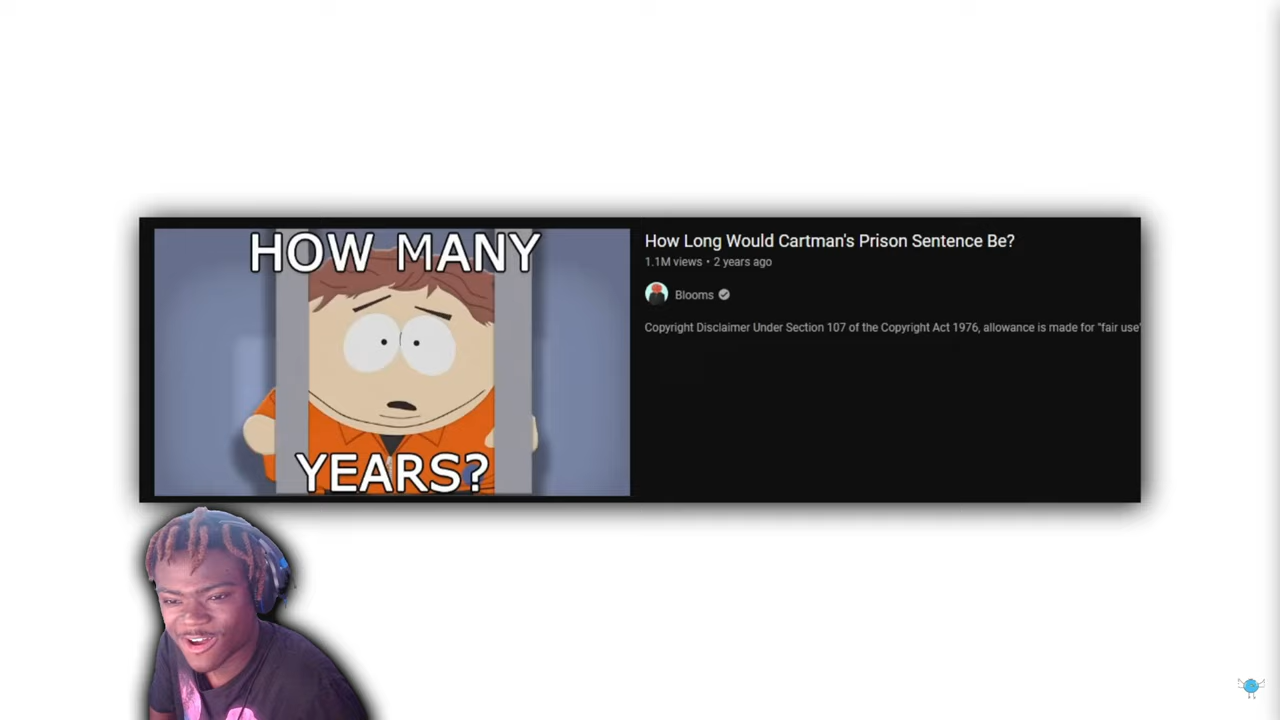 HOW MANY
YEARS?
How Long Would Cartman's Prison Sentence Be?
1.1M views • 2 years ago
Blooms
Copyright Disclaimer Under Section 107 of the Copyright Act 1976, allowance is made for "fair use"